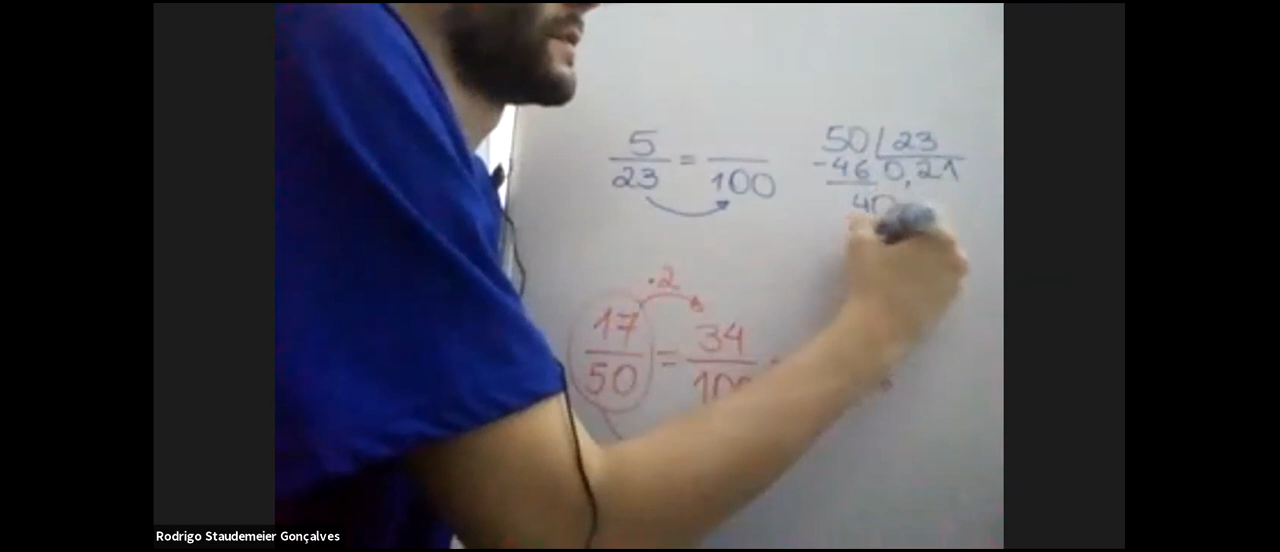 5/23 = /100
50 | 23
-46 0,21
40
·2
17/50 = 34/100 =
Rodrigo Staudemeier Gonçalves